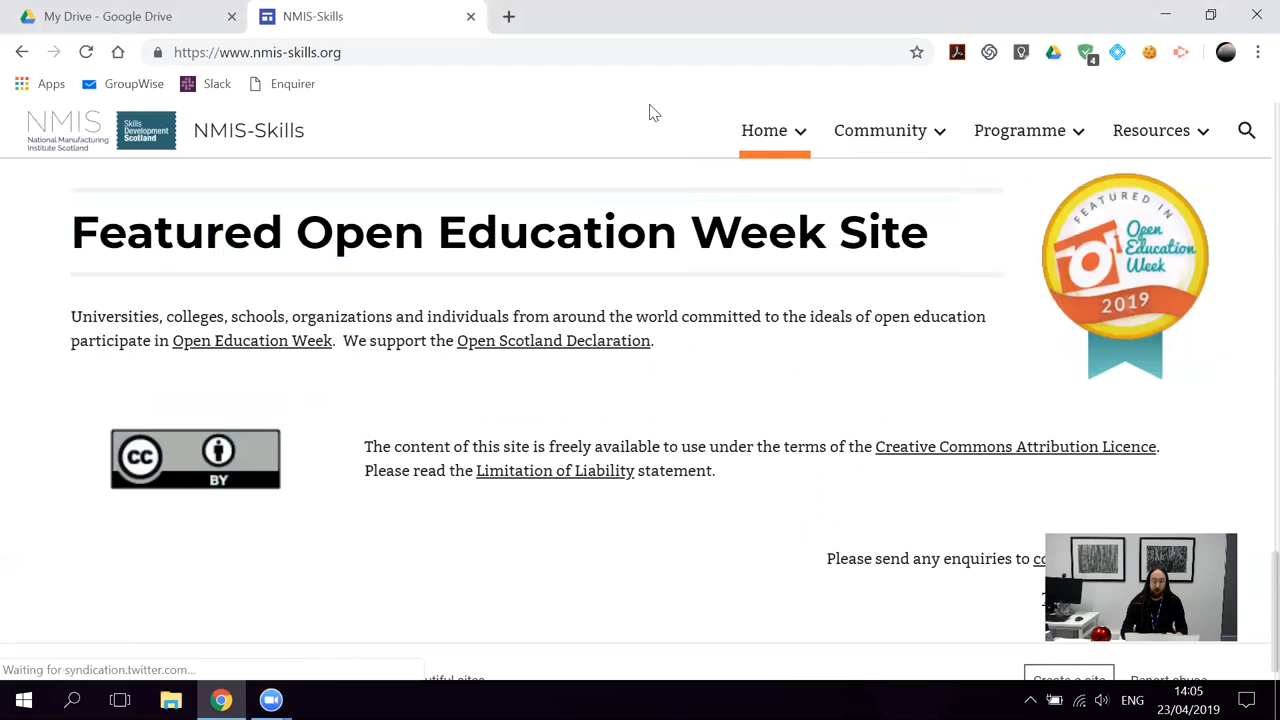 My Drive - Google Drive
NMIS-Skills
https://www.nmis-skills.org
4
Apps
GroupWise
Slack
Enquirer
NMIS
National Manufacturing
Institute Scotland
Skills
Development
Scotland
NMIS-Skills
Home
Community
Programme
Resources
Featured Open Education Week Site
FEATURED IN
Open
Education
Week
2019
Universities, colleges, schools, organizations and individuals from around the world committed to the ideals of open education
participate in Open Education Week.  We support the Open Scotland Declaration.
CC
BY
The content of this site is freely available to use under the terms of the Creative Commons Attribution Licence.
Please read the Limitation of Liability statement.
Please send any enquiries to
Waiting for syndication.twitter.com...
sites
Create a site
Report abuse
ENG
14:05
23/04/2019